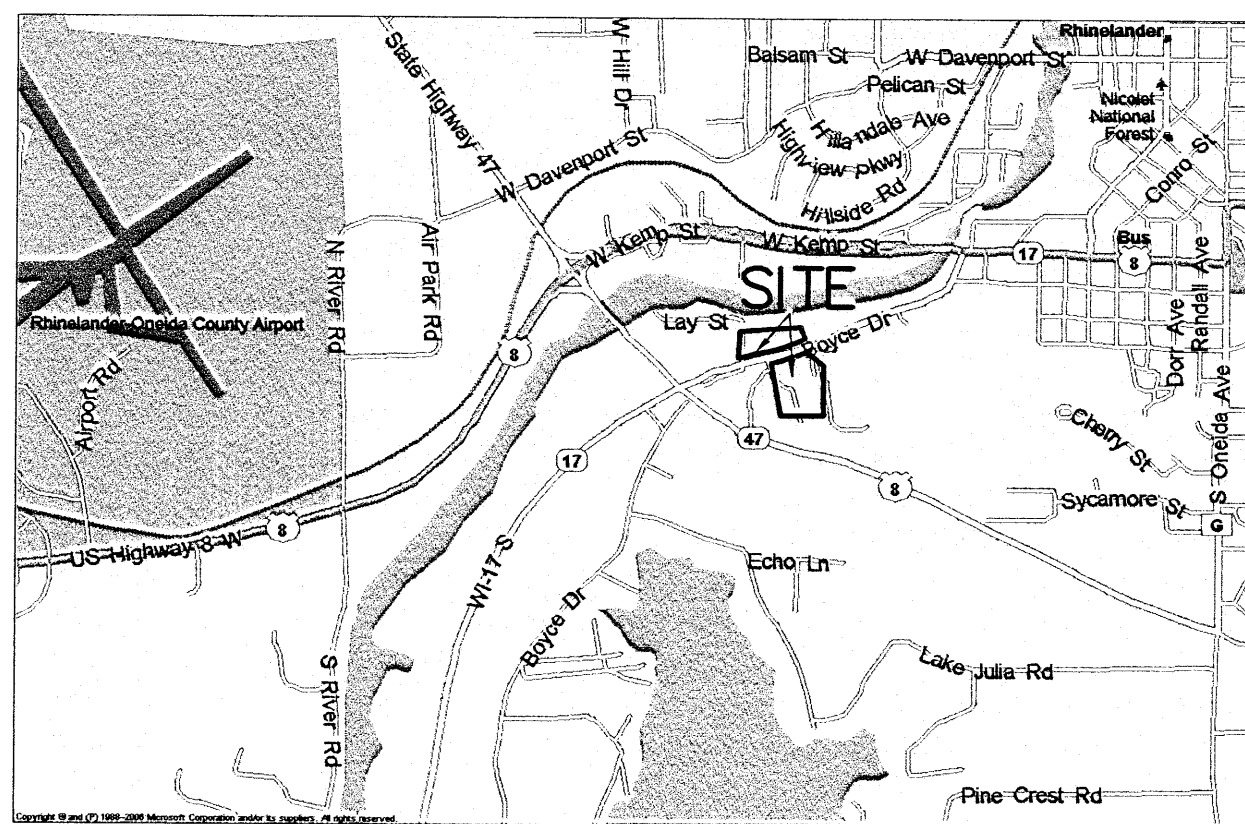 Rhinelander
Balsam St
W Davenport St
Pelican St
Nicolet
National
Forest
Hillandale Ave
Highview Pkwy
Hillside Rd
Conro St
State Highway 47
W Hill Dr
W Davenport St
W Kemp St
W Kemp St
17
Bus
8
Randall Ave
Dorr Ave
N River Rd
Air Park Rd
SITE
Lay St
Boyce Dr
Rhinelander-Oneida County Airport
Airport Rd
8
17
47
8
Cherry St
Sycamore St
S Oneida Ave
G
8
US Highway 8 W
WI-17 S
Boyce Dr
Echo Ln
Lake Julia Rd
S River Rd
Pine Crest Rd
Copyright © and (P) 1988–2006 Microsoft Corporation and/or its suppliers. All rights reserved.